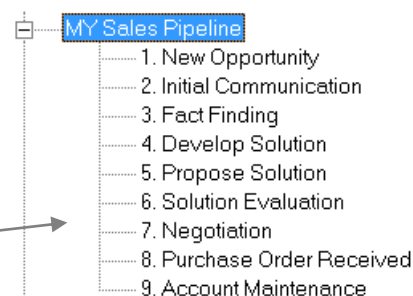 MY Sales Pipeline
1. New Opportunity
2. Initial Communication
3. Fact Finding
4. Develop Solution
5. Propose Solution
6. Solution Evaluation
7. Negotiation
8. Purchase Order Received
9. Account Maintenance